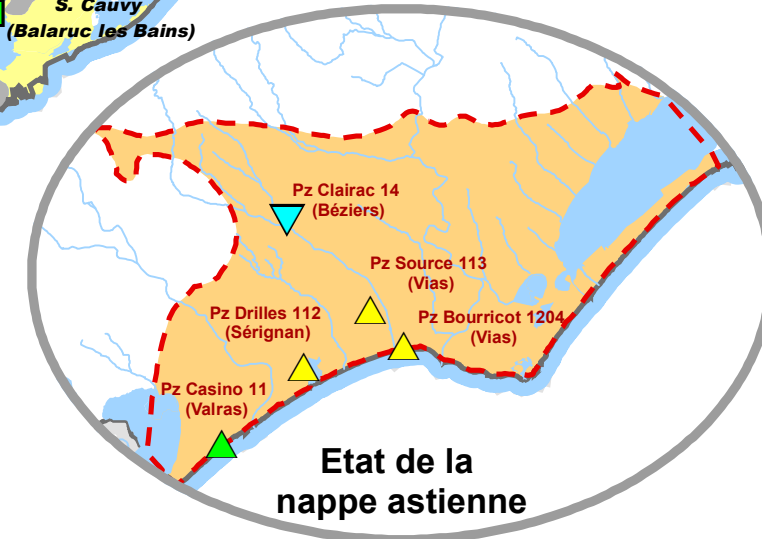 S. Cauvy
(Balaruc les Bains)
Pz Clairac 14
(Béziers)
Pz Source 113
(Vias)
Pz Drilles 112
(Sérignan)
Pz Bourricot 1204
(Vias)
Pz Casino 11
(Valras)
Etat de la
nappe astienne